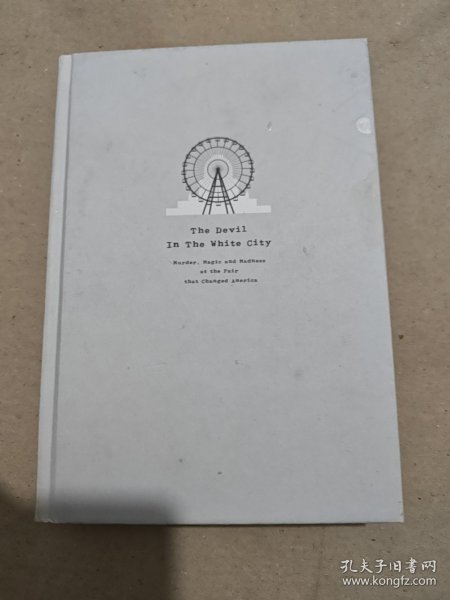 The Devil
In The White City
Murder, Magic and Madness
at the Fair
that Changed America
孔夫子旧书网
www.kongfz.com